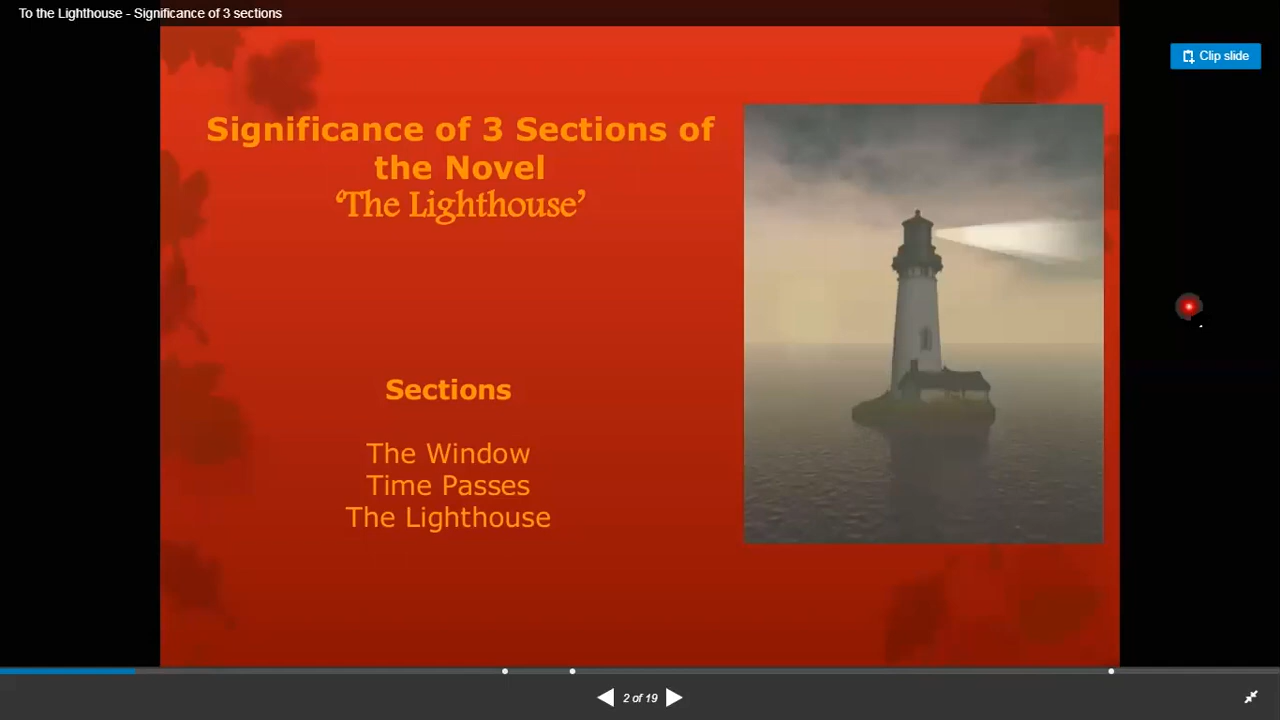 To the Lighthouse - Significance of 3 sections
Clip slide
Significance of 3 Sections of
the Novel
‘The Lighthouse’
Sections
The Window
Time Passes
The Lighthouse
2 of 19